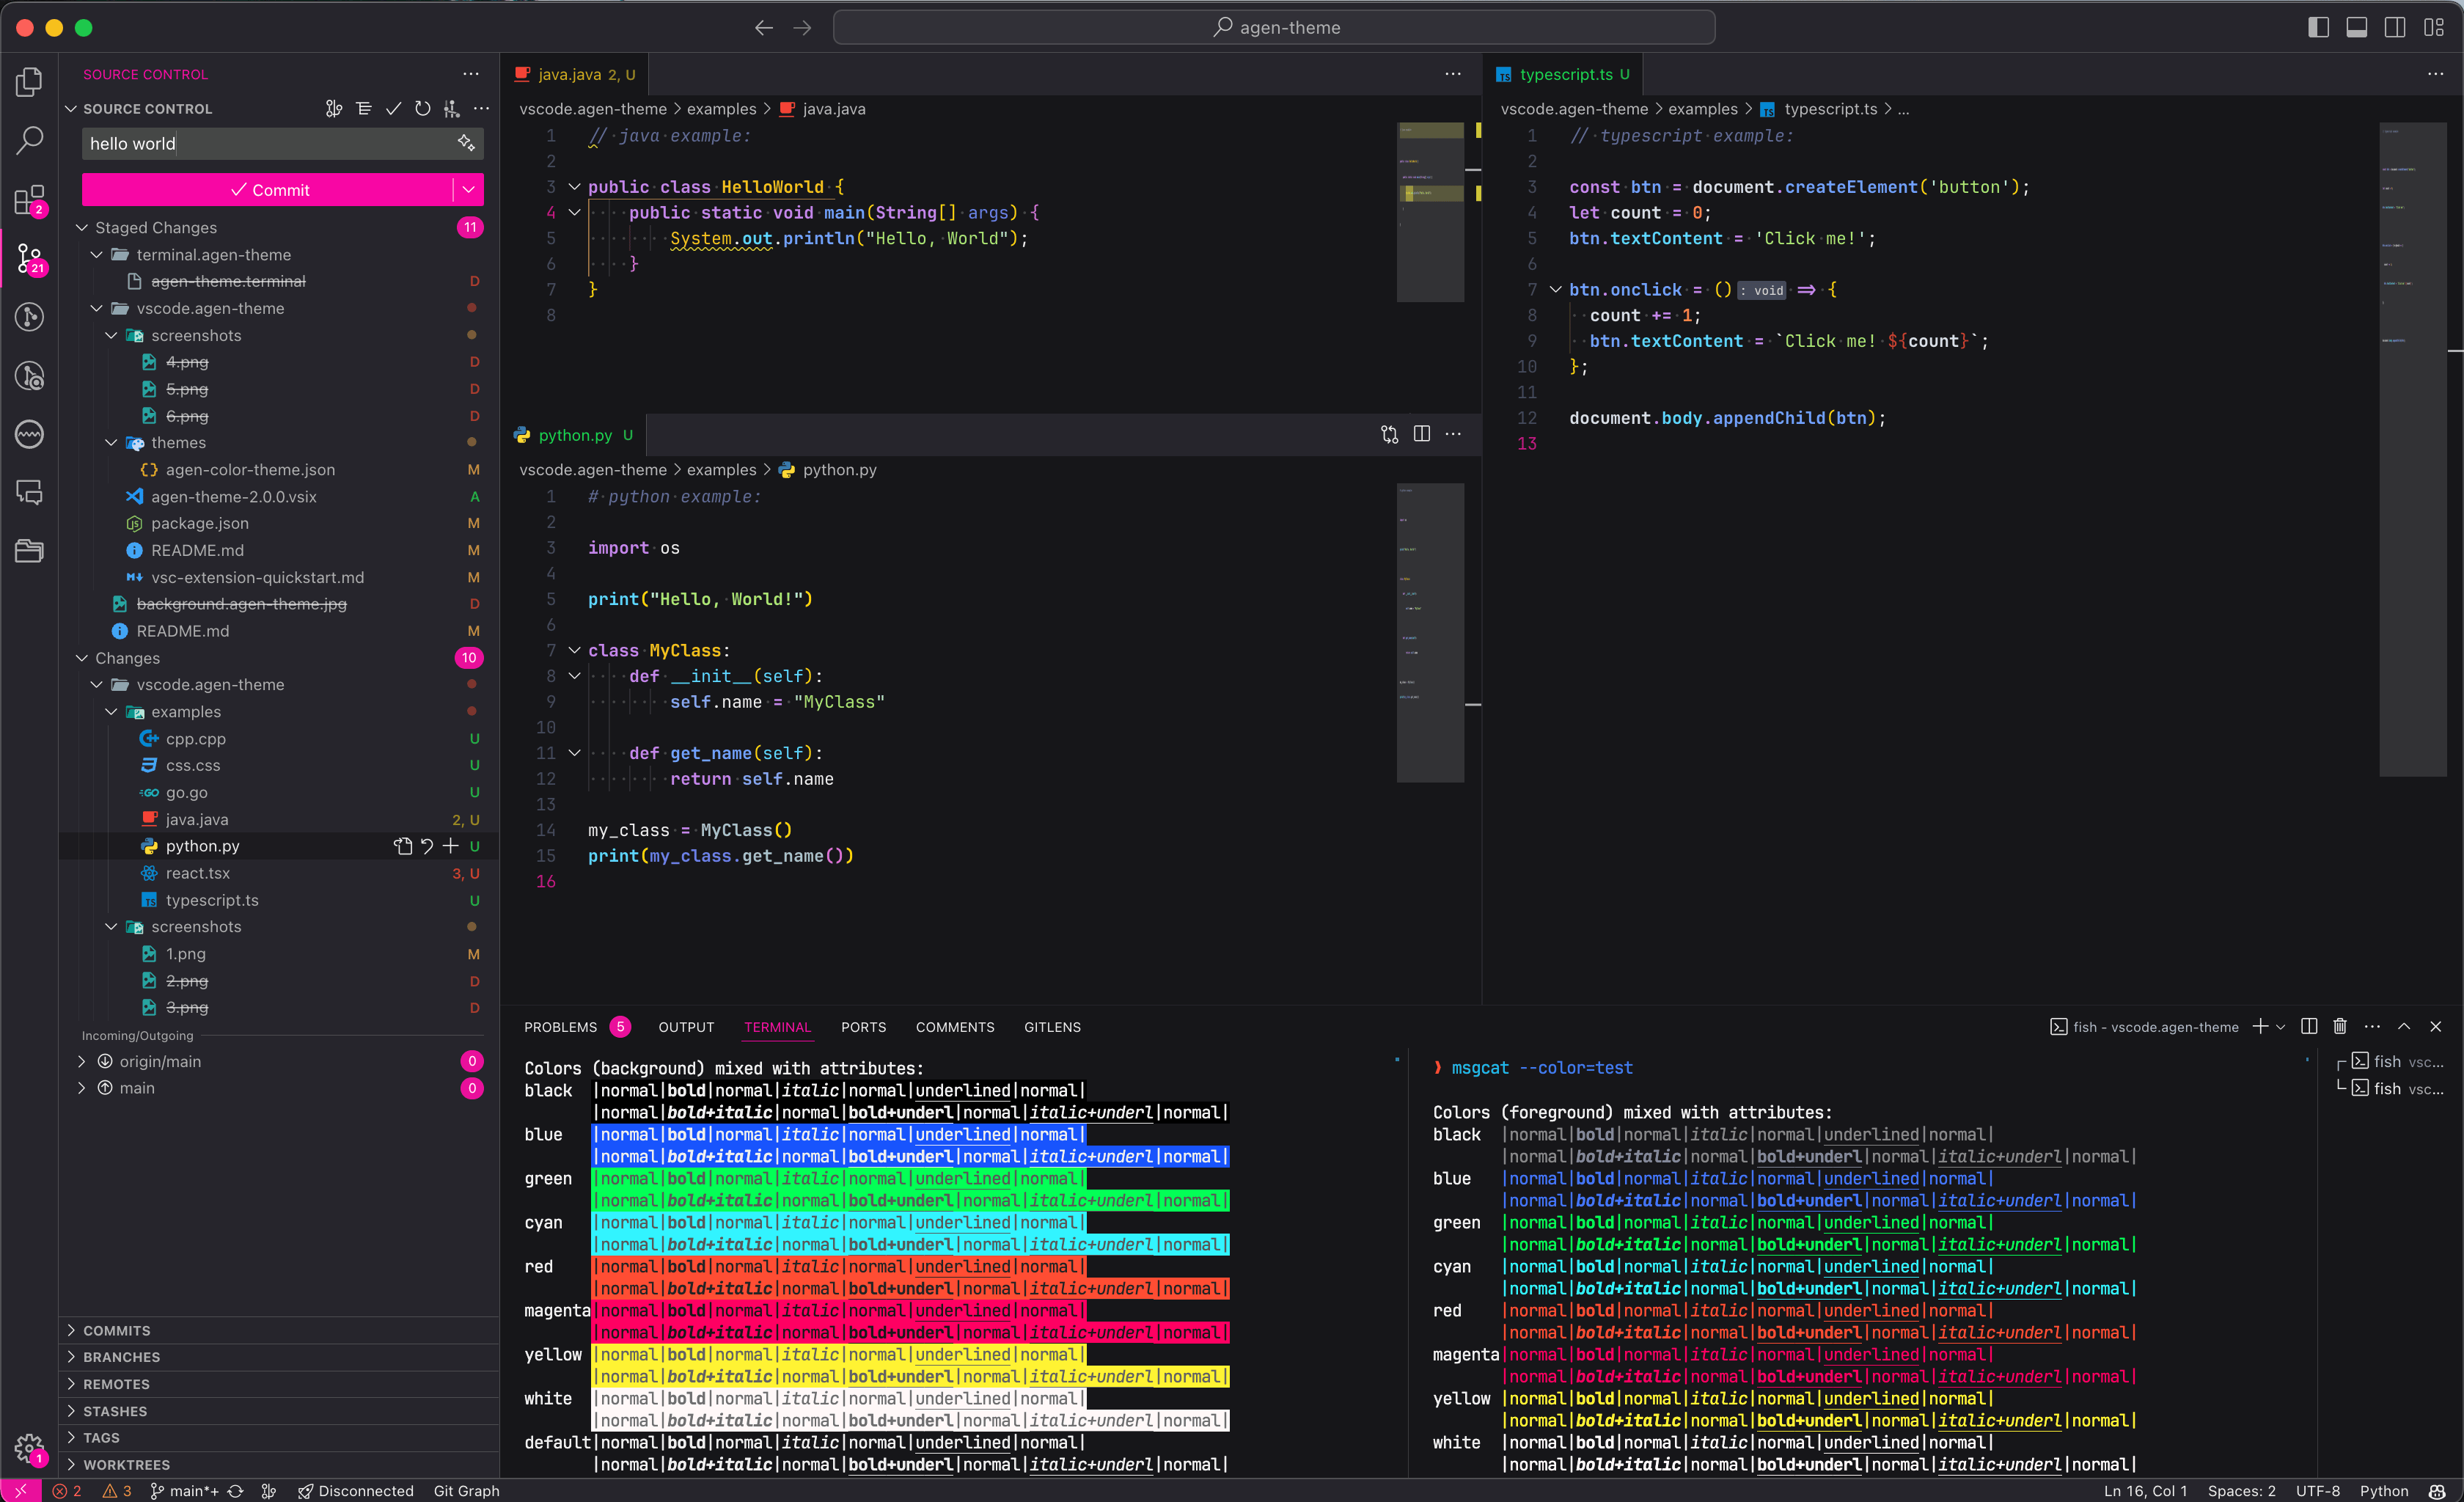 agen-theme
SOURCE CONTROL
SOURCE CONTROL
hello world
Commit
Staged Changes 11
terminal.agen-theme
agen-theme.terminal D
vscode.agen-theme
screenshots
4.png D
5.png D
6.png D
themes
agen-color-theme.json M
agen-theme-2.0.0.vsix A
package.json M
README.md M
vsc-extension-quickstart.md M
background.agen-theme.jpg D
README.md M
Changes 10
vscode.agen-theme
examples
cpp.cpp U
css.css U
go.go U
java.java 2, U
python.py U
react.tsx 3, U
typescript.ts U
screenshots
1.png M
2.png D
3.png D
Incoming/Outgoing
origin/main 0
main 0
COMMITS
BRANCHES
REMOTES
STASHES
TAGS
WORKTREES
2
21
1
java.java 2, U
vscode.agen-theme > examples > java.java
1 // java example:
2
3 public class HelloWorld {
4 public static void main(String[] args) {
5 System.out.println("Hello, World");
6 }
7 }
8
python.py U
vscode.agen-theme > examples > python.py
1 # python example:
2
3 import os
4
5 print("Hello, World!")
6
7 class MyClass:
8 def __init__(self):
9 self.name = "MyClass"
10
11 def get_name(self):
12 return self.name
13
14 my_class = MyClass()
15 print(my_class.get_name())
16
typescript.ts U
vscode.agen-theme > examples > typescript.ts > ...
1 // typescript example:
2
3 const btn = document.createElement('button');
4 let count = 0;
5 btn.textContent = 'Click me!';
6
7 btn.onclick = () : void => {
8 count += 1;
9 btn.textContent = `Click me! ${count}`;
10 };
11
12 document.body.appendChild(btn);
13
PROBLEMS 5 OUTPUT TERMINAL PORTS COMMENTS GITLENS
fish - vscode.agen-theme
Colors (background) mixed with attributes:
black |normal|bold|normal|italic|normal|underlined|normal|
|normal|bold+italic|normal|bold+underl|normal|italic+underl|normal|
blue |normal|bold|normal|italic|normal|underlined|normal|
|normal|bold+italic|normal|bold+underl|normal|italic+underl|normal|
green |normal|bold|normal|italic|normal|underlined|normal|
|normal|bold+italic|normal|bold+underl|normal|italic+underl|normal|
cyan |normal|bold|normal|italic|normal|underlined|normal|
|normal|bold+italic|normal|bold+underl|normal|italic+underl|normal|
red |normal|bold|normal|italic|normal|underlined|normal|
|normal|bold+italic|normal|bold+underl|normal|italic+underl|normal|
magenta|normal|bold|normal|italic|normal|underlined|normal|
|normal|bold+italic|normal|bold+underl|normal|italic+underl|normal|
yellow |normal|bold|normal|italic|normal|underlined|normal|
|normal|bold+italic|normal|bold+underl|normal|italic+underl|normal|
white |normal|bold|normal|italic|normal|underlined|normal|
|normal|bold+italic|normal|bold+underl|normal|italic+underl|normal|
default|normal|bold|normal|italic|normal|underlined|normal|
|normal|bold+italic|normal|bold+underl|normal|italic+underl|normal|
❯ msgcat --color=test
Colors (foreground) mixed with attributes:
black |normal|bold|normal|italic|normal|underlined|normal|
|normal|bold+italic|normal|bold+underl|normal|italic+underl|normal|
blue |normal|bold|normal|italic|normal|underlined|normal|
|normal|bold+italic|normal|bold+underl|normal|italic+underl|normal|
green |normal|bold|normal|italic|normal|underlined|normal|
|normal|bold+italic|normal|bold+underl|normal|italic+underl|normal|
cyan |normal|bold|normal|italic|normal|underlined|normal|
|normal|bold+italic|normal|bold+underl|normal|italic+underl|normal|
red |normal|bold|normal|italic|normal|underlined|normal|
|normal|bold+italic|normal|bold+underl|normal|italic+underl|normal|
magenta|normal|bold|normal|italic|normal|underlined|normal|
|normal|bold+italic|normal|bold+underl|normal|italic+underl|normal|
yellow |normal|bold|normal|italic|normal|underlined|normal|
|normal|bold+italic|normal|bold+underl|normal|italic+underl|normal|
white |normal|bold|normal|italic|normal|underlined|normal|
|normal|bold+italic|normal|bold+underl|normal|italic+underl|normal|
fish vsc...
fish vsc...
2 3 main*+ Disconnected Git Graph
Ln 16, Col 1 Spaces: 2 UTF-8 Python